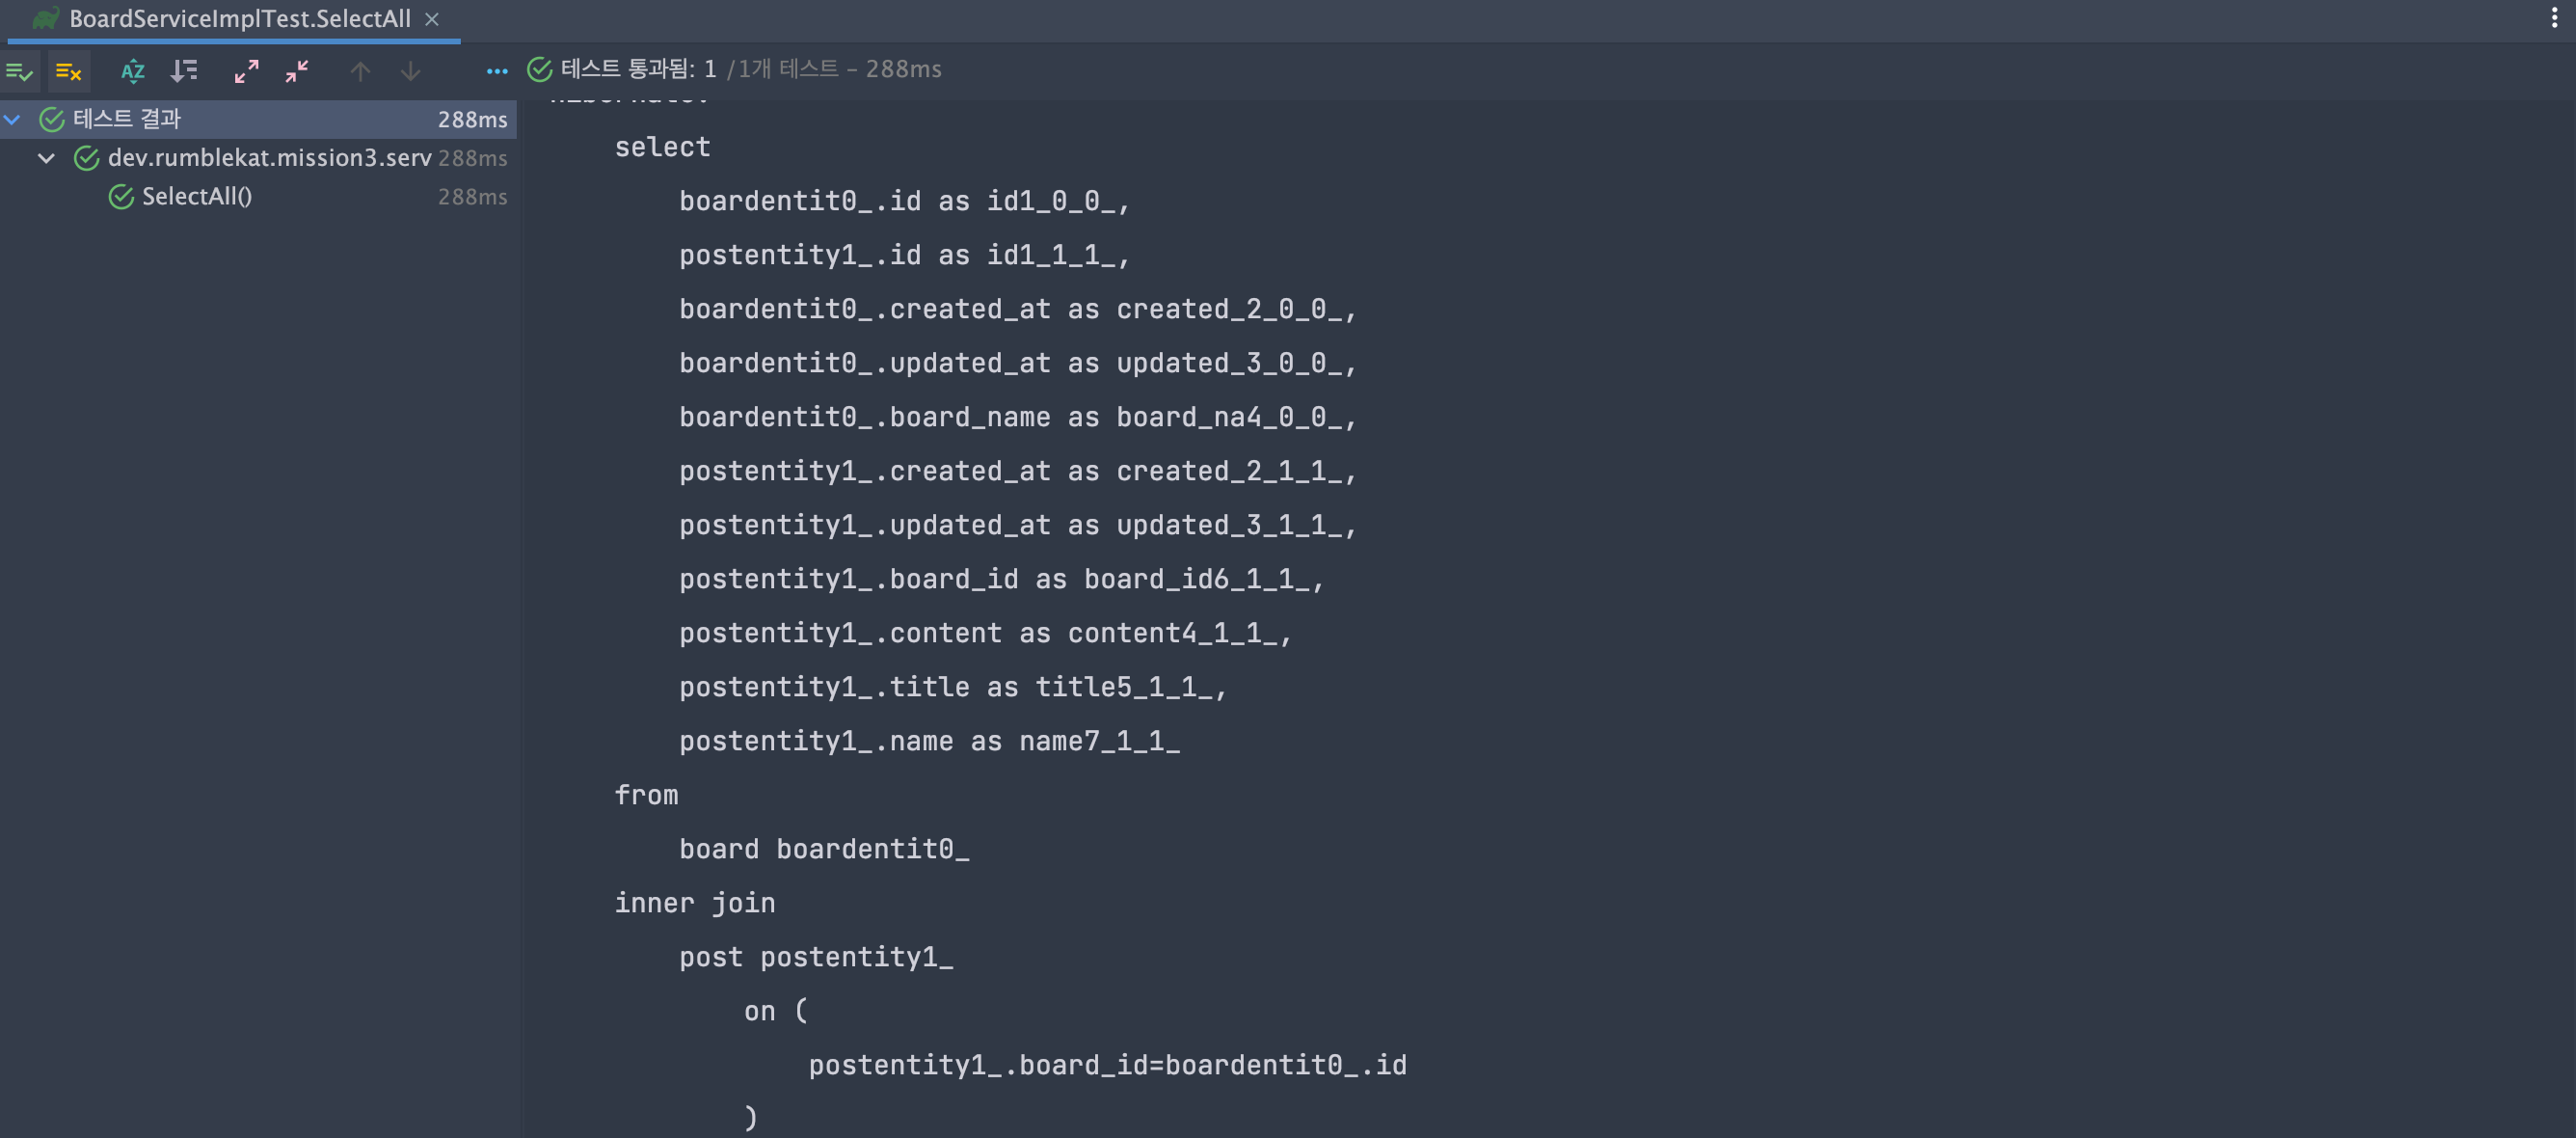 BoardServiceImplTest.SelectAll
테스트 통과됨: 1 /1개 테스트 – 288ms
테스트 결과 288ms
dev.rumblekat.mission3.serv 288ms
SelectAll() 288ms
select
boardentit0_.id as id1_0_0_,
postentity1_.id as id1_1_1_,
boardentit0_.created_at as created_2_0_0_,
boardentit0_.updated_at as updated_3_0_0_,
boardentit0_.board_name as board_na4_0_0_,
postentity1_.created_at as created_2_1_1_,
postentity1_.updated_at as updated_3_1_1_,
postentity1_.board_id as board_id6_1_1_,
postentity1_.content as content4_1_1_,
postentity1_.title as title5_1_1_,
postentity1_.name as name7_1_1_
from
board boardentit0_
inner join
post postentity1_
on (
postentity1_.board_id=boardentit0_.id
)